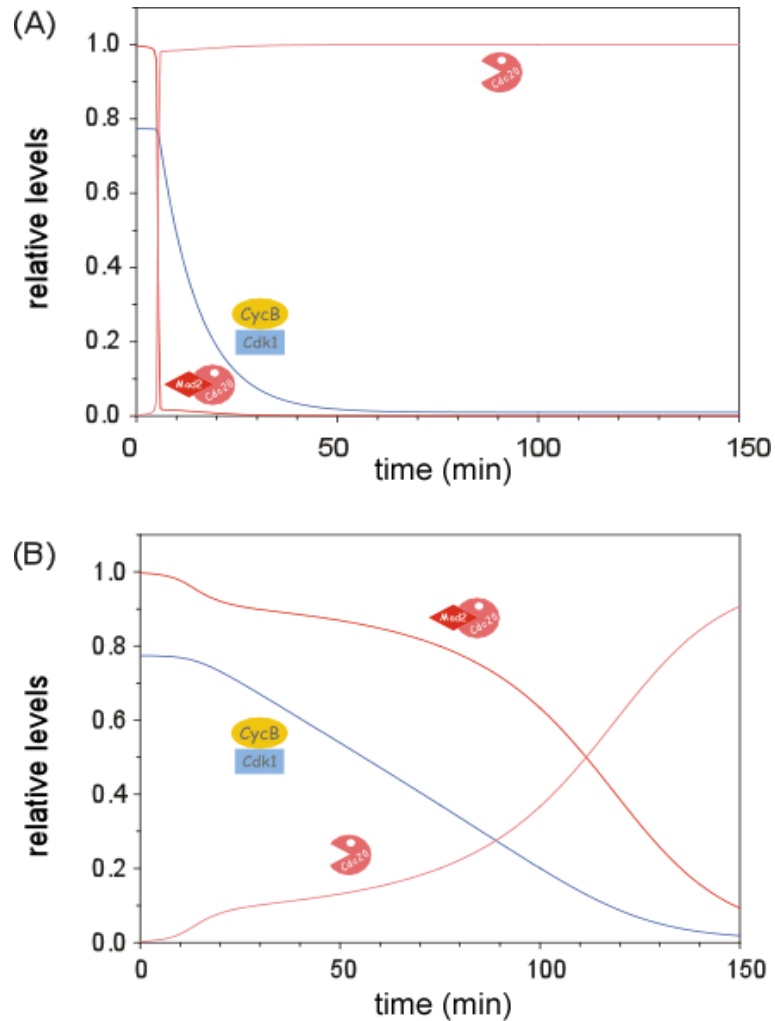 (A)
1.0
0.8
0.6
0.4
0.2
0.0
relative levels
Cdc20
CycB
Cdk1
Mad2
Cdc20
0
50
100
150
time (min)
(B)
1.0
0.8
0.6
0.4
0.2
0.0
relative levels
Mad2
Cdc20
CycB
Cdk1
Cdc20
0
50
100
150
time (min)